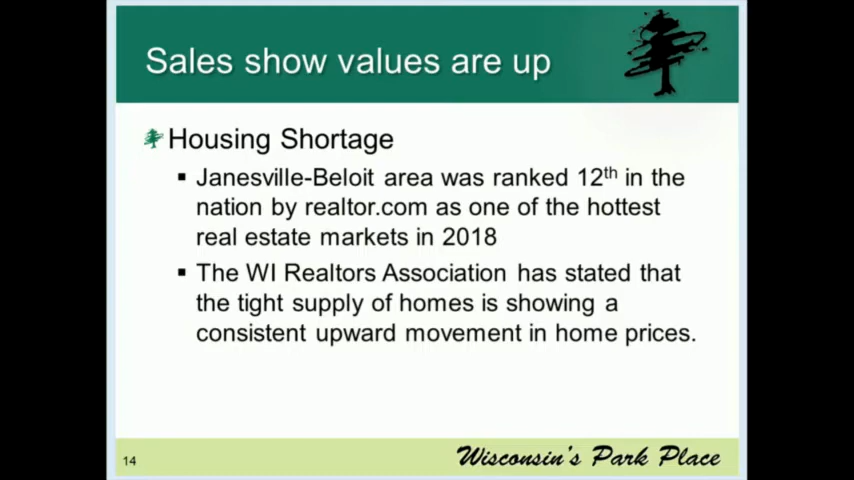 Sales show values are up
Housing Shortage
▪ Janesville-Beloit area was ranked 12th in the
nation by realtor.com as one of the hottest
real estate markets in 2018
▪ The WI Realtors Association has stated that
the tight supply of homes is showing a
consistent upward movement in home prices.
14
Wisconsin's Park Place